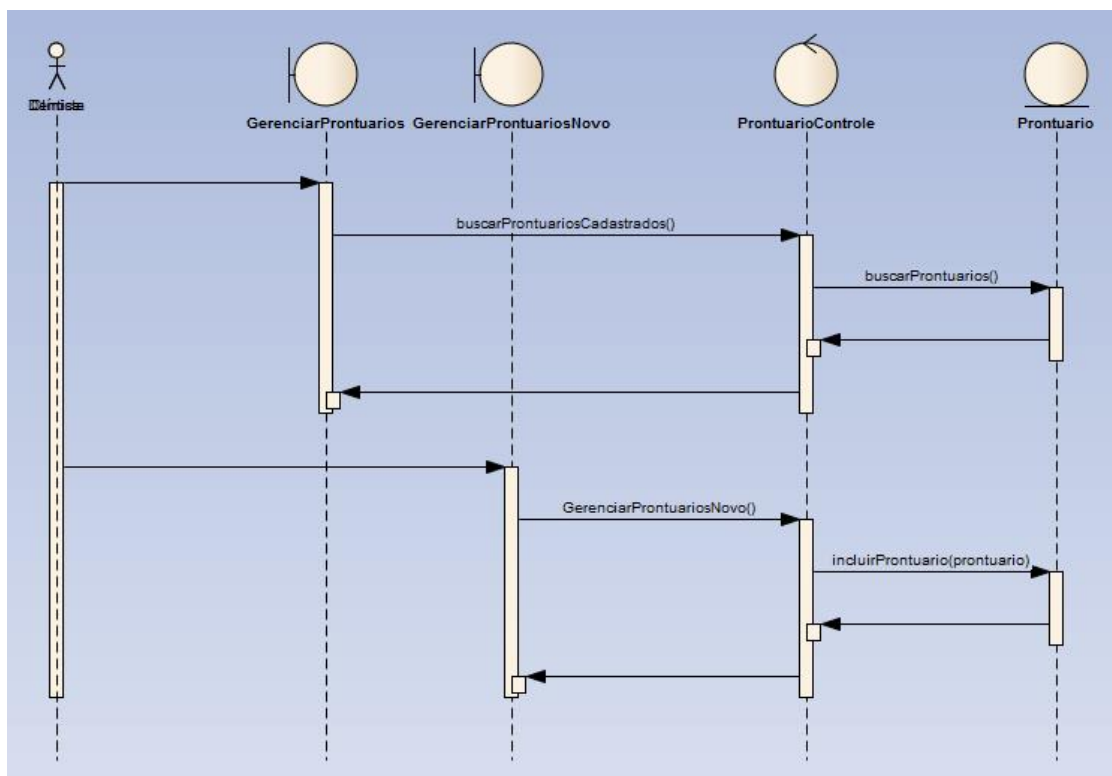 GerenciarProntuarios
GerenciarProntuariosNovo
ProntuarioControle
Prontuario
buscarProntuariosCadastrados()
buscarProntuarios()
GerenciarProntuariosNovo()
incluirProntuario(prontuario)